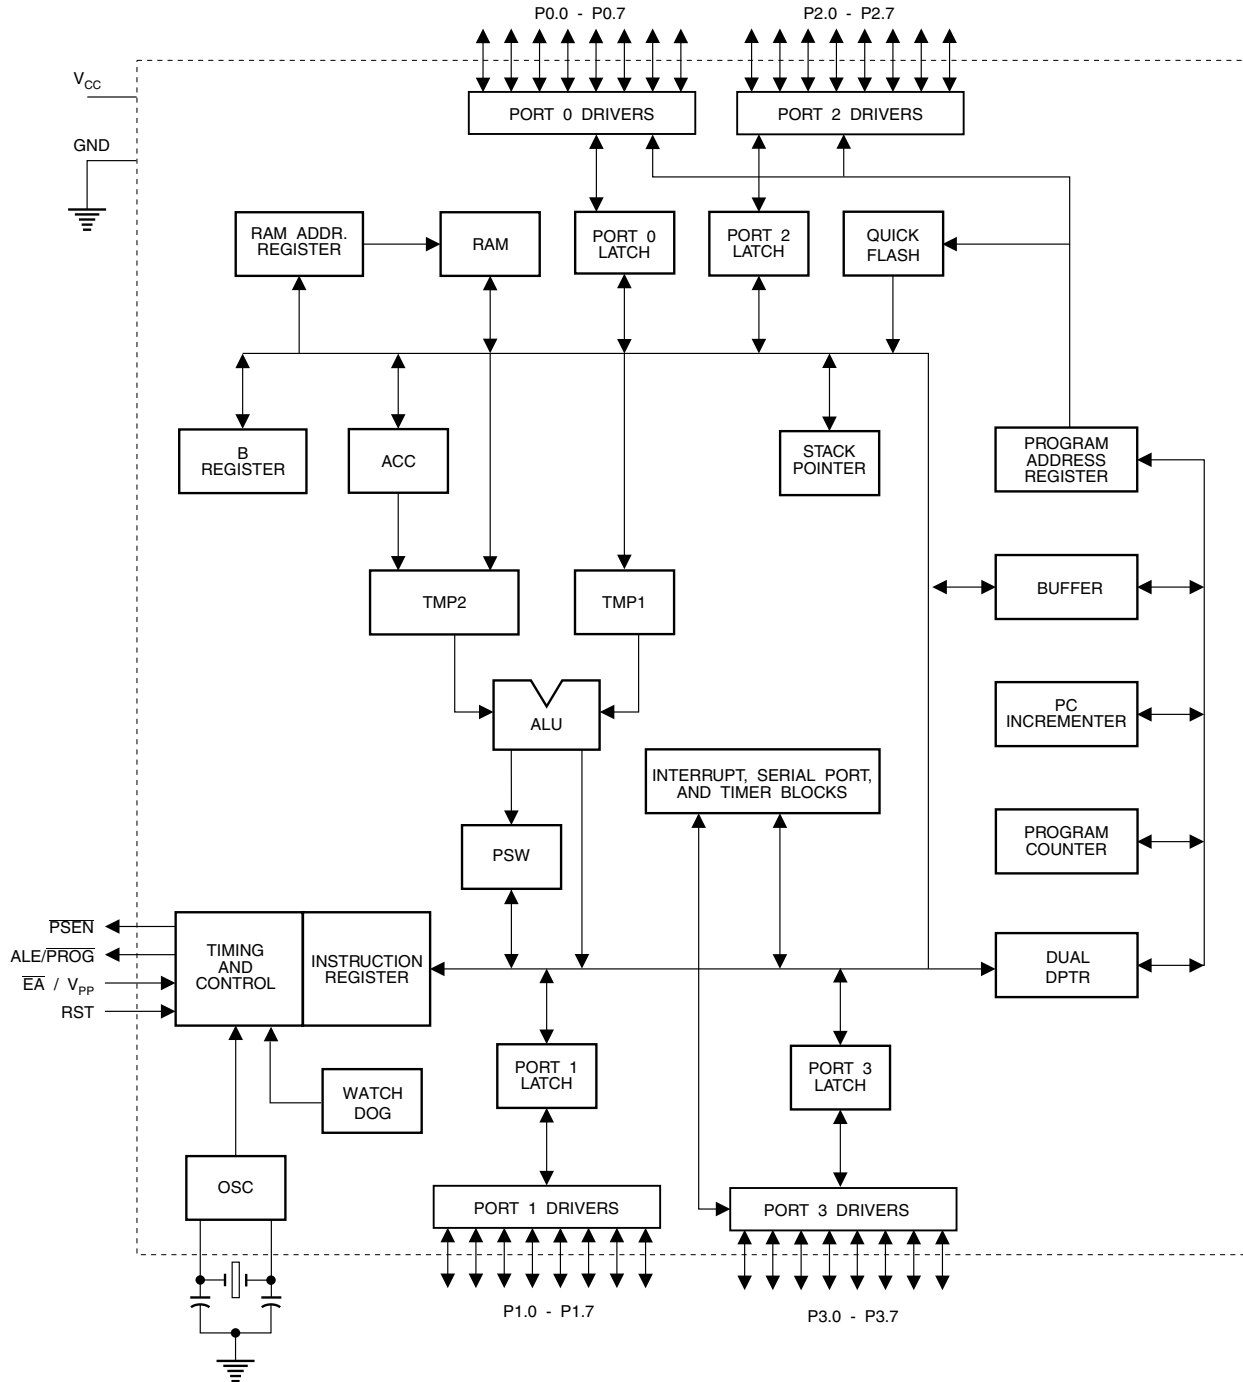 P0.0 - P0.7
P2.0 - P2.7
VCC
GND
PORT 0 DRIVERS
PORT 2 DRIVERS
RAM ADDR.
REGISTER
RAM
PORT 0
LATCH
PORT 2
LATCH
QUICK
FLASH
B
REGISTER
ACC
STACK
POINTER
PROGRAM
ADDRESS
REGISTER
TMP2
TMP1
BUFFER
ALU
PC
INCREMENTER
INTERRUPT, SERIAL PORT,
AND TIMER BLOCKS
PSW
PROGRAM
COUNTER
PSEN
ALE/PROG
EA / VPP
RST
TIMING
AND
CONTROL
INSTRUCTION
REGISTER
DUAL
DPTR
WATCH
DOG
PORT 1
LATCH
PORT 3
LATCH
OSC
PORT 1 DRIVERS
PORT 3 DRIVERS
P1.0 - P1.7
P3.0 - P3.7